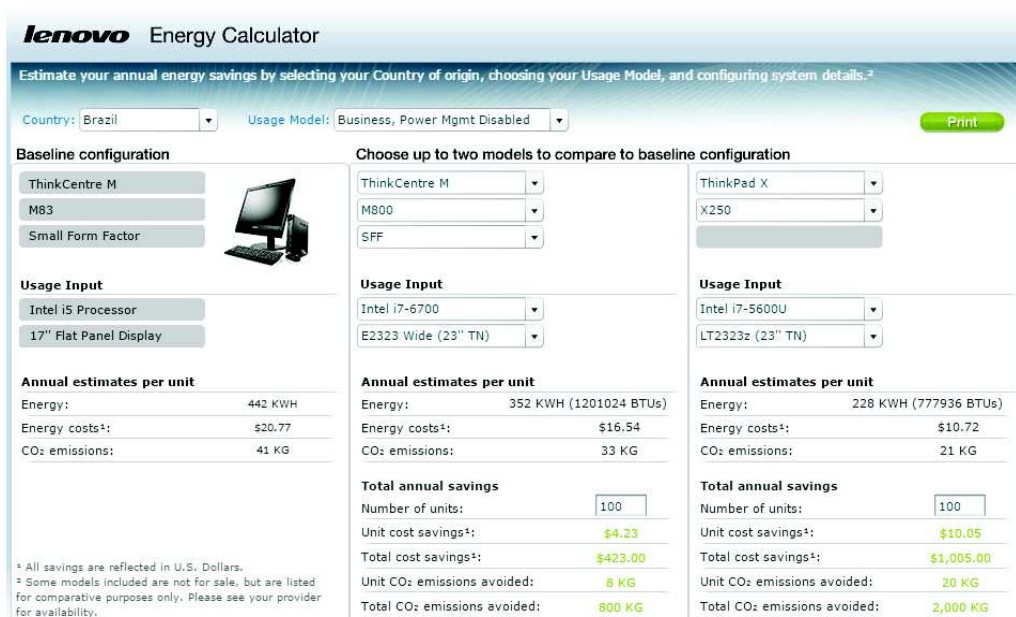 lenovo Energy Calculator
Estimate your annual energy savings by selecting your Country of origin, choosing your Usage Model, and configuring system details.²
Country: Brazil Usage Model: Business, Power Mgmt Disabled Print
Baseline configuration
ThinkCentre M
M83
Small Form Factor
Usage Input
Intel i5 Processor
17" Flat Panel Display
Annual estimates per unit
Energy: 442 KWH
Energy costs¹: $20.77
CO₂ emissions: 41 KG
¹ All savings are reflected in U.S. Dollars.
² Some models included are not for sale, but are listed
for comparative purposes only. Please see your provider
for availability.
Choose up to two models to compare to baseline configuration
ThinkCentre M
M800
SFF
Usage Input
Intel i7-6700
E2323 Wide (23" TN)
Annual estimates per unit
Energy: 352 KWH (1201024 BTUs)
Energy costs¹: $16.54
CO₂ emissions: 33 KG
Total annual savings
Number of units: 100
Unit cost savings¹: $4.23
Total cost savings¹: $423.00
Unit CO₂ emissions avoided: 8 KG
Total CO₂ emissions avoided: 800 KG
ThinkPad X
X250
Usage Input
Intel i7-5600U
LT2323z (23" TN)
Annual estimates per unit
Energy: 228 KWH (777936 BTUs)
Energy costs¹: $10.72
CO₂ emissions: 21 KG
Total annual savings
Number of units: 100
Unit cost savings¹: $10.05
Total cost savings¹: $1,005.00
Unit CO₂ emissions avoided: 20 KG
Total CO₂ emissions avoided: 2,000 KG